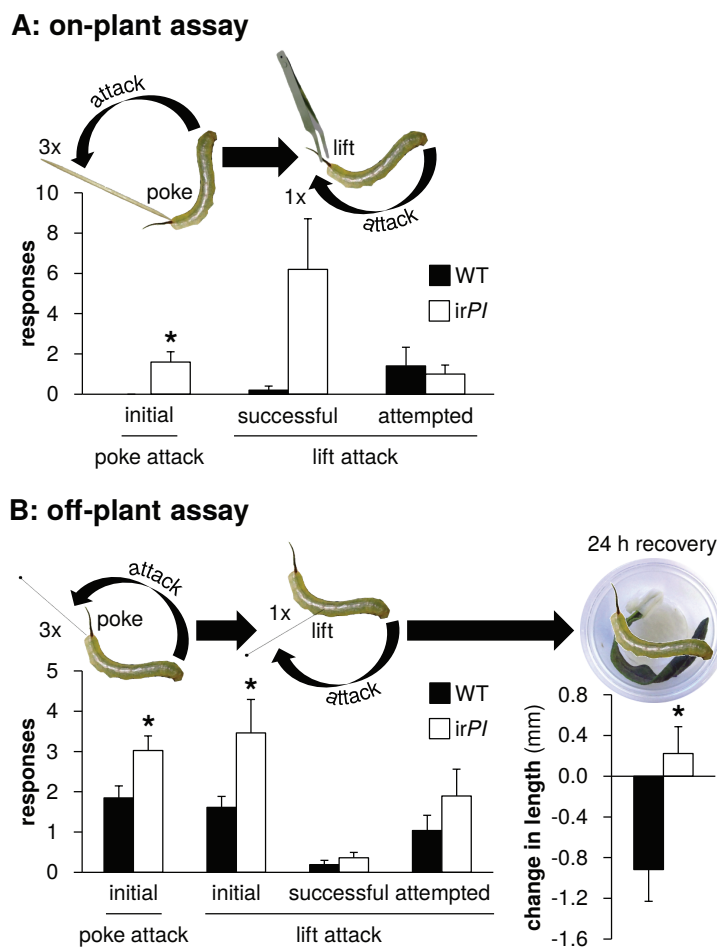 A: on-plant assay
attack
3x
poke
lift
1x
attack
10
8
6
4
2
0
responses
WT
irPI
*
initial
successful
attempted
poke attack
lift attack
B: off-plant assay
24 h recovery
attack
3x
poke
1x
lift
attack
5
4
3
2
1
0
responses
WT
irPI
*
*
initial
initial
successful attempted
poke attack
lift attack
0.8
0.4
0.0
-0.4
-0.8
-1.2
-1.6
change in length (mm)
*